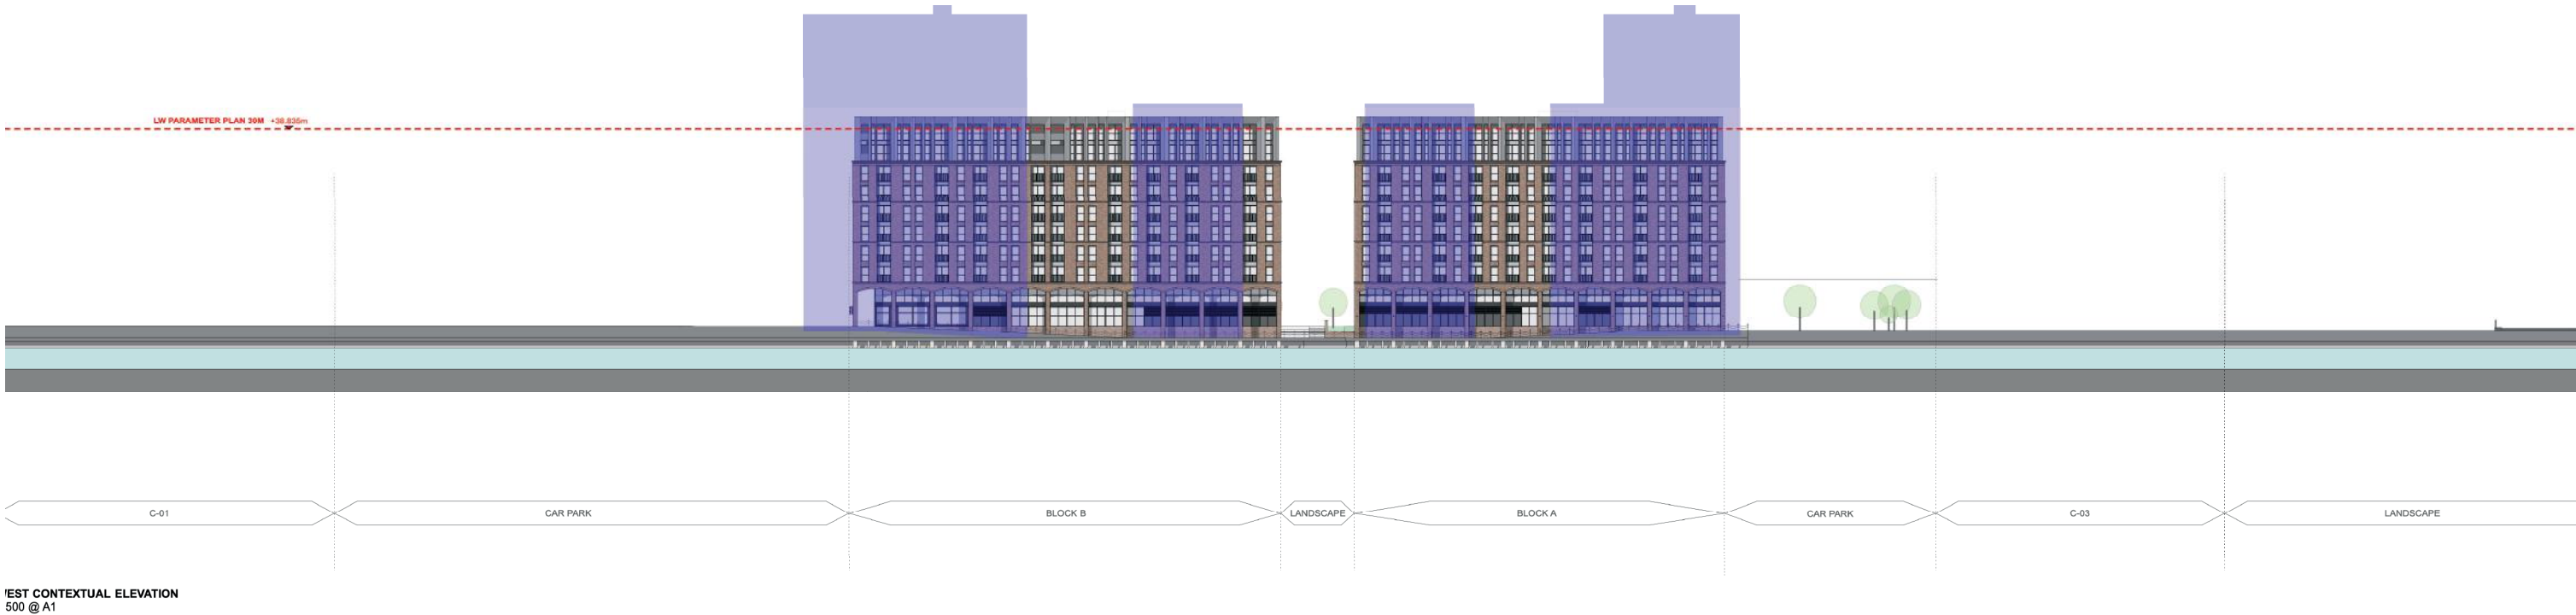 LW PARAMETER PLAN 30M +38.835m
C-01
CAR PARK
BLOCK B
LANDSCAPE
BLOCK A
CAR PARK
C-03
LANDSCAPE
EST CONTEXTUAL ELEVATION
500 @ A1